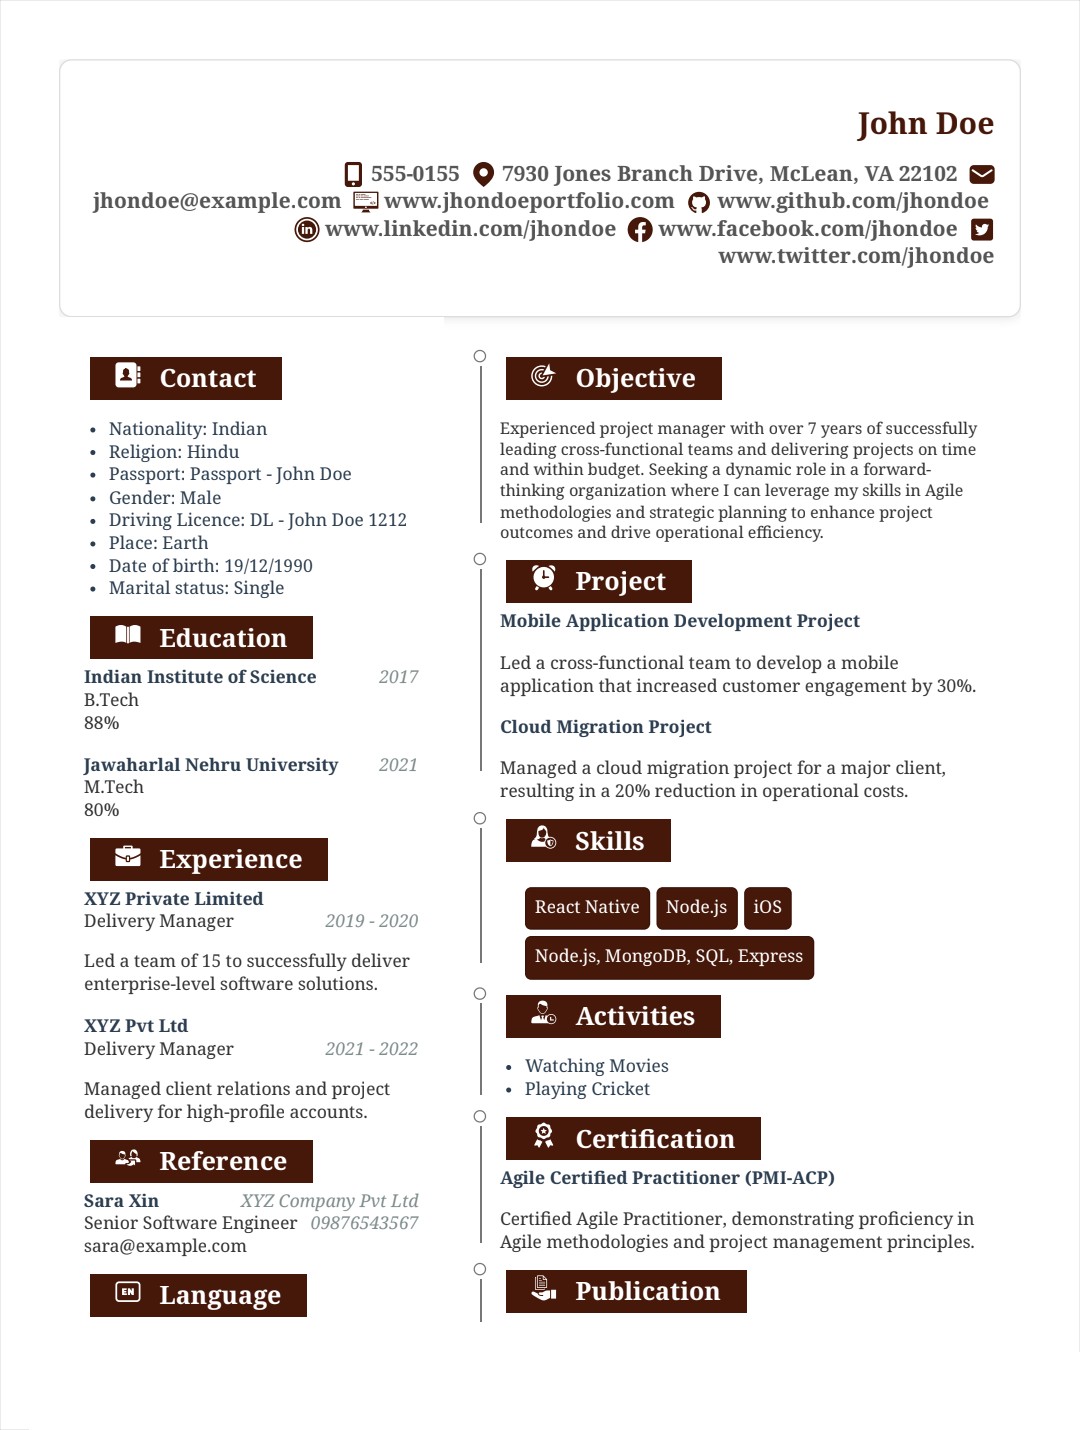 John Doe
555-0155 7930 Jones Branch Drive, McLean, VA 22102
jhondoe@example.com www.jhondoeportfolio.com www.github.com/jhondoe
www.linkedin.com/jhondoe www.facebook.com/jhondoe
www.twitter.com/jhondoe
Contact
Nationality: Indian
Religion: Hindu
Passport: Passport - John Doe
Gender: Male
Driving Licence: DL - John Doe 1212
Place: Earth
Date of birth: 19/12/1990
Marital status: Single
Education
Indian Institute of Science 2017
B.Tech
88%
Jawaharlal Nehru University 2021
M.Tech
80%
Experience
XYZ Private Limited
Delivery Manager 2019 - 2020
Led a team of 15 to successfully deliver
enterprise-level software solutions.
XYZ Pvt Ltd
Delivery Manager 2021 - 2022
Managed client relations and project
delivery for high-profile accounts.
Reference
Sara Xin XYZ Company Pvt Ltd
Senior Software Engineer 09876543567
sara@example.com
EN Language
Objective
Experienced project manager with over 7 years of successfully
leading cross-functional teams and delivering projects on time
and within budget. Seeking a dynamic role in a forward-
thinking organization where I can leverage my skills in Agile
methodologies and strategic planning to enhance project
outcomes and drive operational efficiency.
Project
Mobile Application Development Project
Led a cross-functional team to develop a mobile
application that increased customer engagement by 30%.
Cloud Migration Project
Managed a cloud migration project for a major client,
resulting in a 20% reduction in operational costs.
Skills
React Native Node.js iOS
Node.js, MongoDB, SQL, Express
Activities
Watching Movies
Playing Cricket
Certification
Agile Certified Practitioner (PMI-ACP)
Certified Agile Practitioner, demonstrating proficiency in
Agile methodologies and project management principles.
Publication